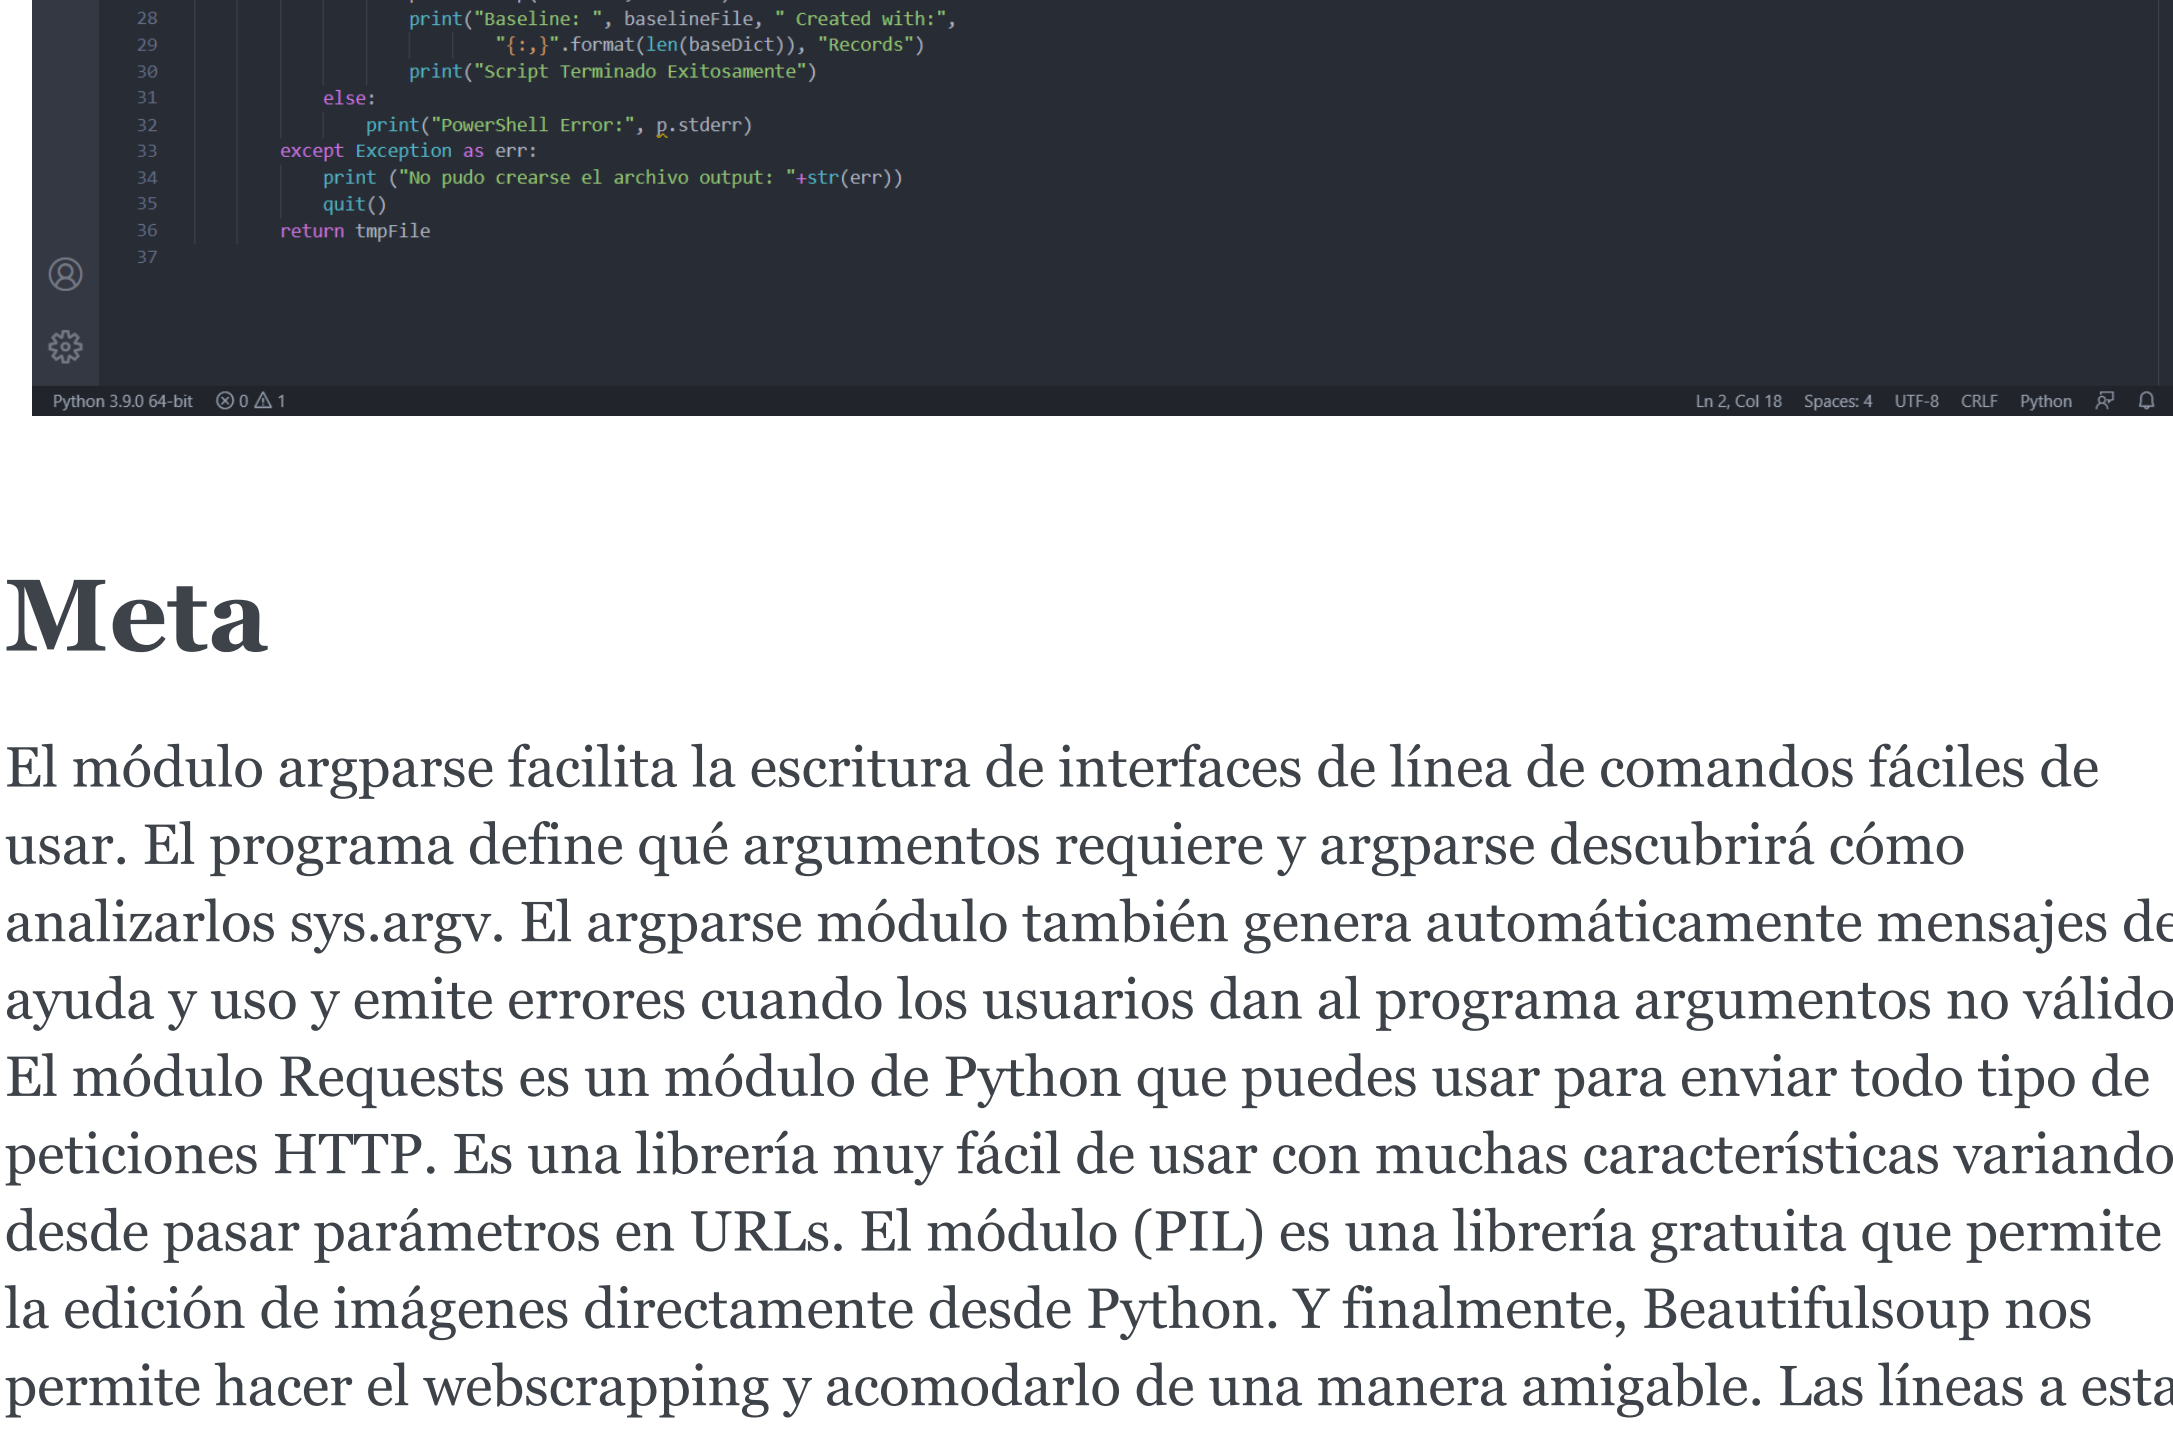 28 print("Baseline: ", baselineFile, " Created with:",
29 "{:,}".format(len(baseDict)), "Records")
30 print("Script Terminado Exitosamente")
31 else:
32 print("PowerShell Error:", p.stderr)
33 except Exception as err:
34 print ("No pudo crearse el archivo output: "+str(err))
35 quit()
36 return tmpFile
37
Python 3.9.0 64-bit 0 1 Ln 2, Col 18 Spaces: 4 UTF-8 CRLF Python
Meta
El módulo argparse facilita la escritura de interfaces de línea de comandos fáciles de
usar. El programa define qué argumentos requiere y argparse descubrirá cómo
analizarlos sys.argv. El argparse módulo también genera automáticamente mensajes de
ayuda y uso y emite errores cuando los usuarios dan al programa argumentos no válido
El módulo Requests es un módulo de Python que puedes usar para enviar todo tipo de
peticiones HTTP. Es una librería muy fácil de usar con muchas características variando
desde pasar parámetros en URLs. El módulo (PIL) es una librería gratuita que permite
la edición de imágenes directamente desde Python. Y finalmente, Beautifulsoup nos
permite hacer el webscrapping y acomodarlo de una manera amigable. Las líneas a esta